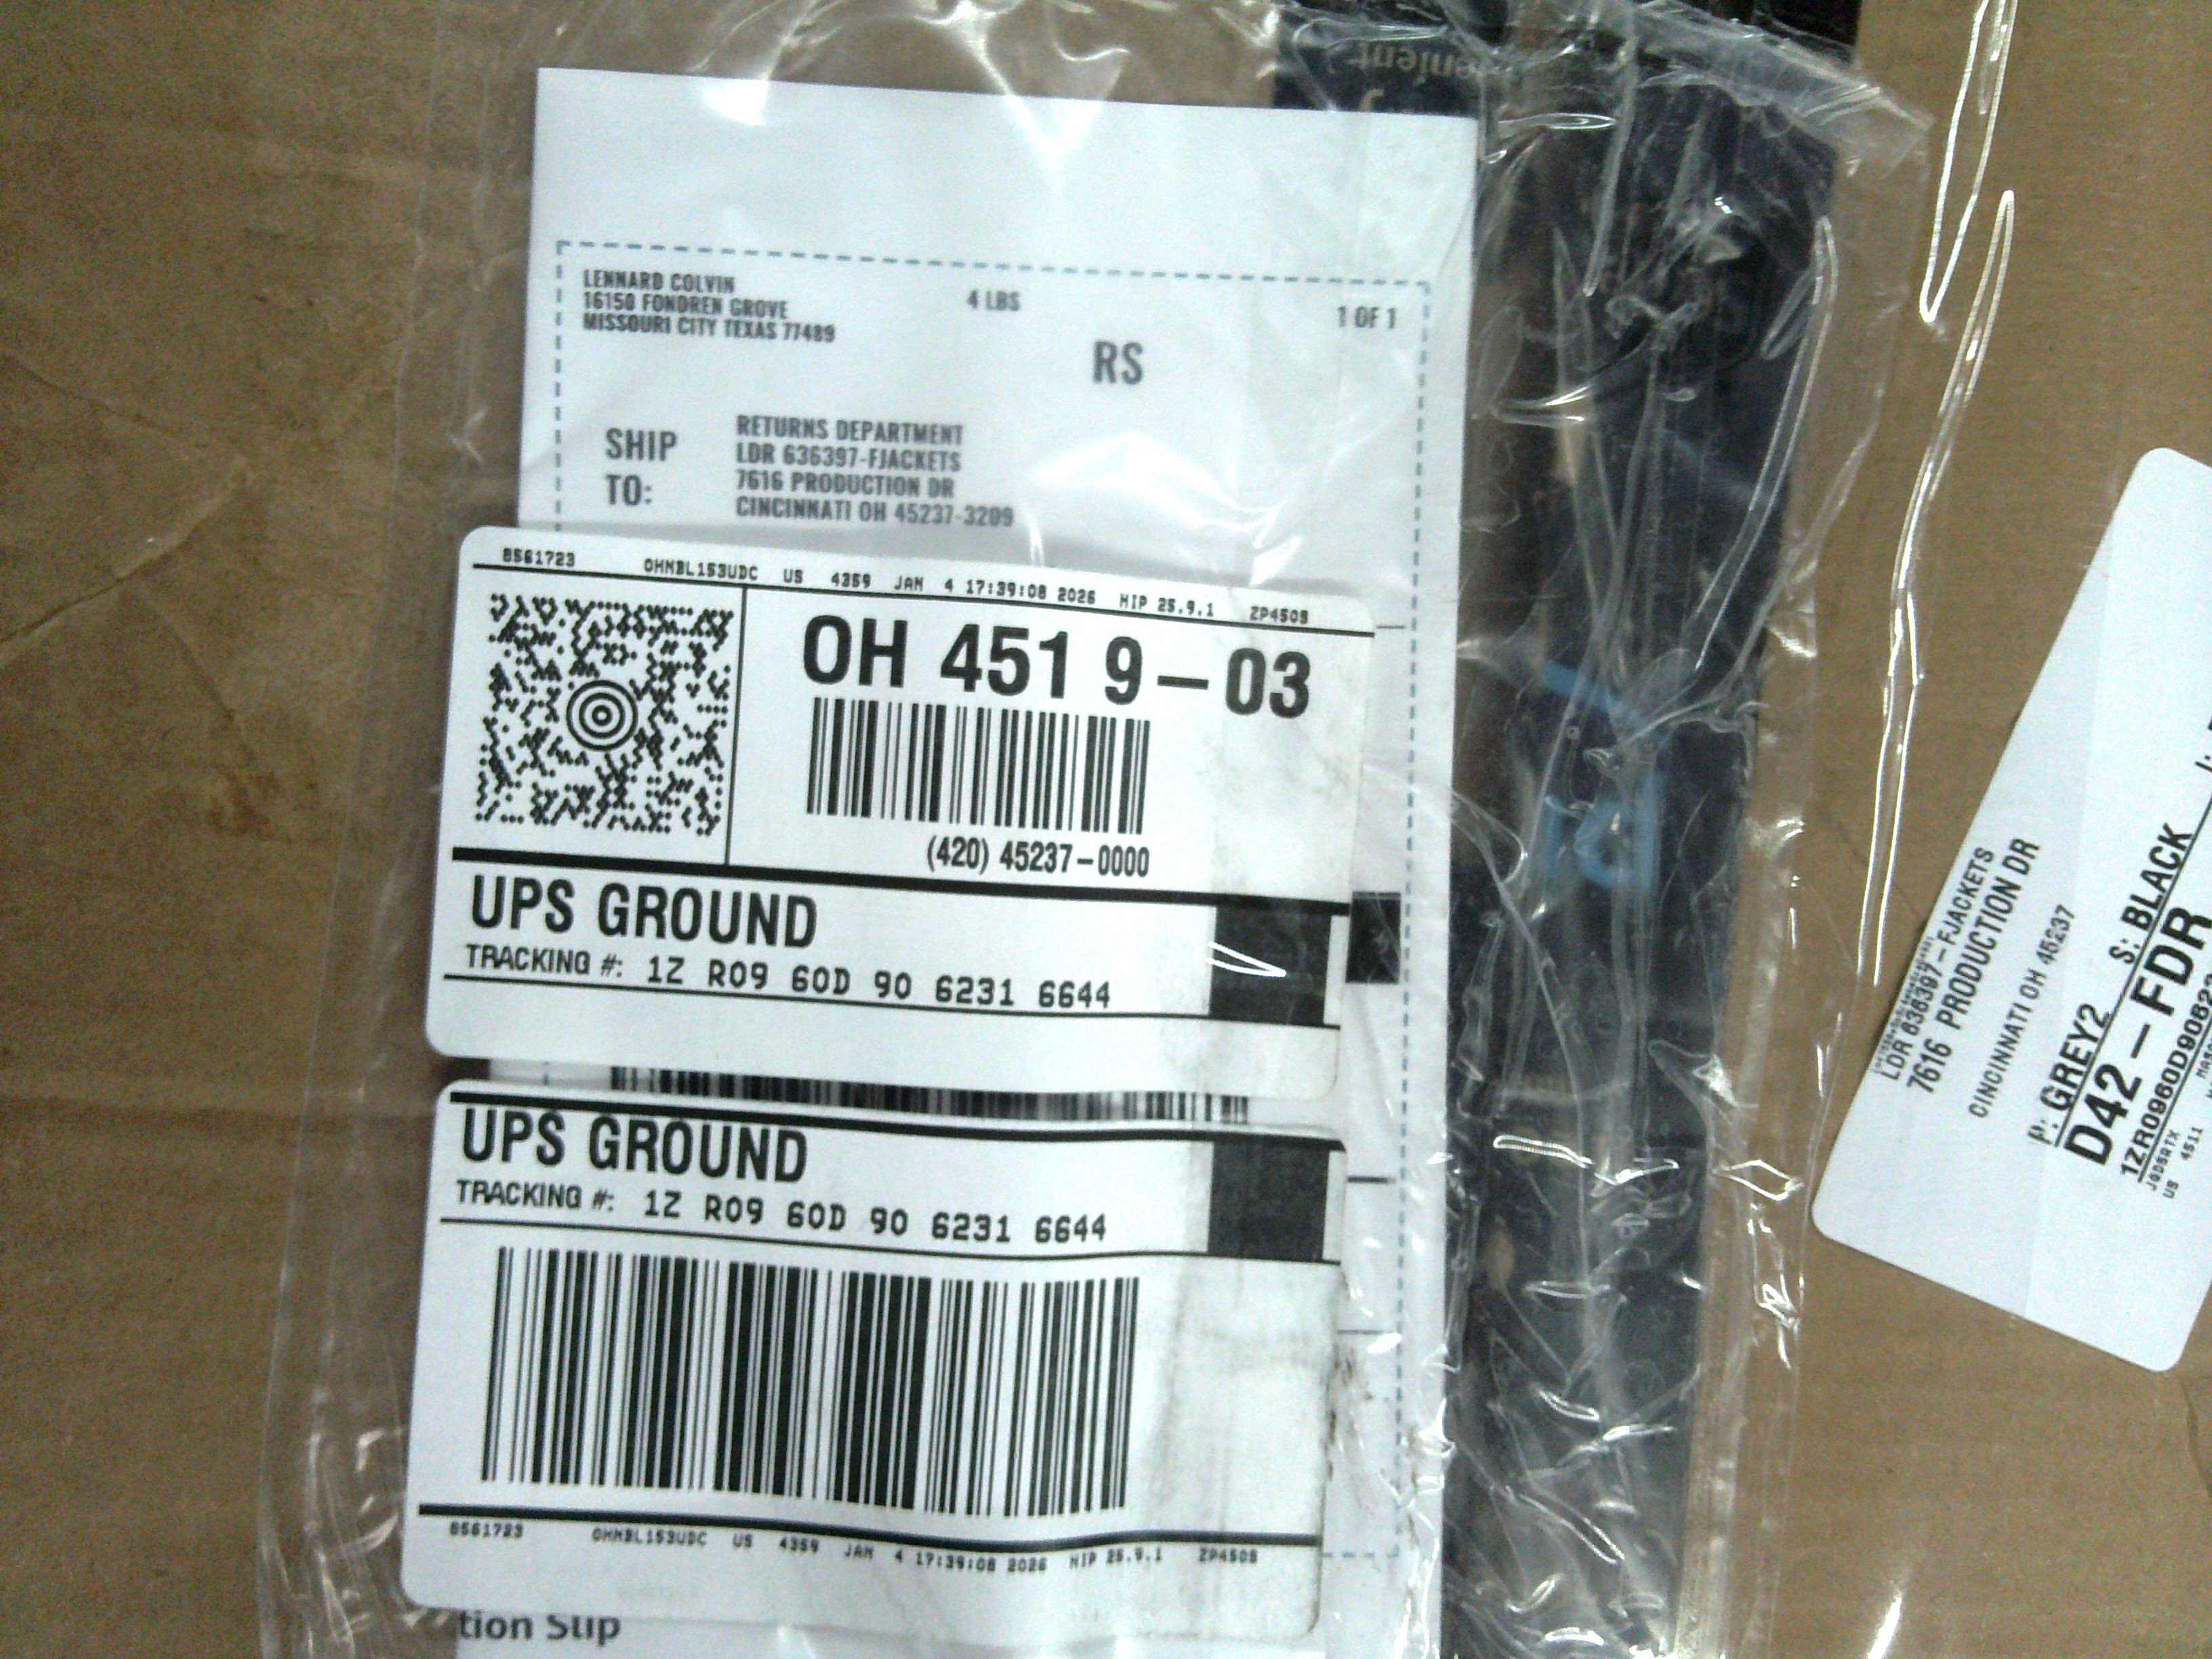 enient
LENNARD COLVIN
16150 FONDREN GROVE
MISSOURI CITY TEXAS 77489
4 LBS
1 OF 1
RS
SHIP TO:
RETURNS DEPARTMENT
LDR 636397-FJACKETS
7616 PRODUCTION DR
CINCINNATI OH 45237-3209
8561723 OHMBL153UDC US 4359 JAN 4 17:39:08 2026 HIP 25.9.1 ZP450S
OH 451 9-03
(420) 45237-0000
UPS GROUND
TRACKING #: 1Z R09 60D 90 6231 6644
UPS GROUND
TRACKING #: 1Z R09 60D 90 6231 6644
8561723 OHMBL153UDC US 4359 JAN 4 17:39:08 2026 HIP 25.9.1 ZP450S
tion Slip
LDR 636397-FJACKETS
7616 PRODUCTION DR
CINCINNATI OH 45237
P: GREY2 S: BLACK I:
D42-FDR
1ZR0960D90623
US 4511